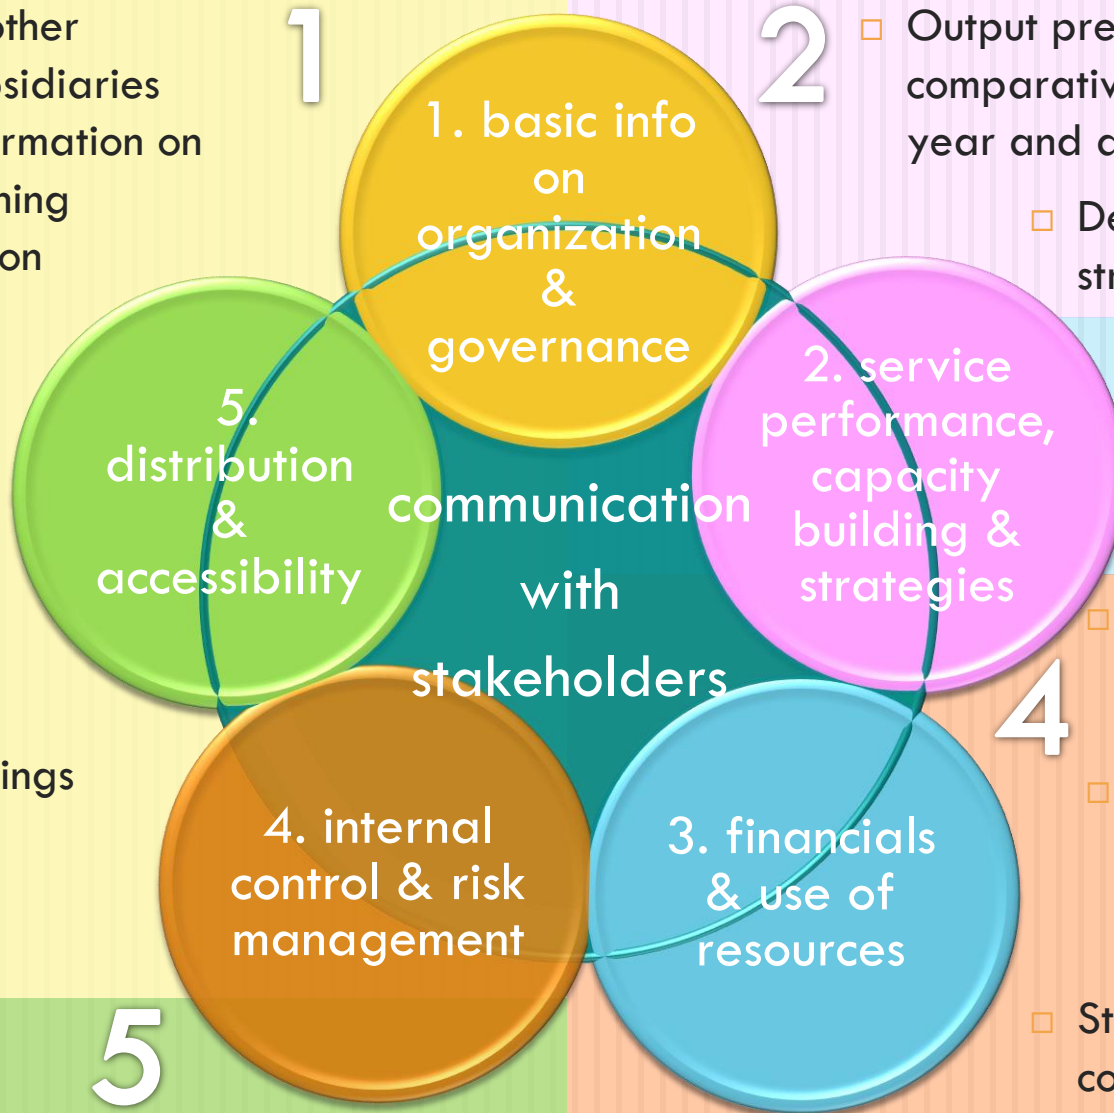 1
other
sidiaries
rmation on
ning
on
ings
2
Output pre
comparativ
year and a
De
str
1. basic info
on
organization
&
governance
2. service
performance,
capacity
building &
strategies
3. financials
& use of
resources
4. internal
control & risk
management
5.
distribution
&
accessibility
communication
with
stakeholders
4
St
co
5